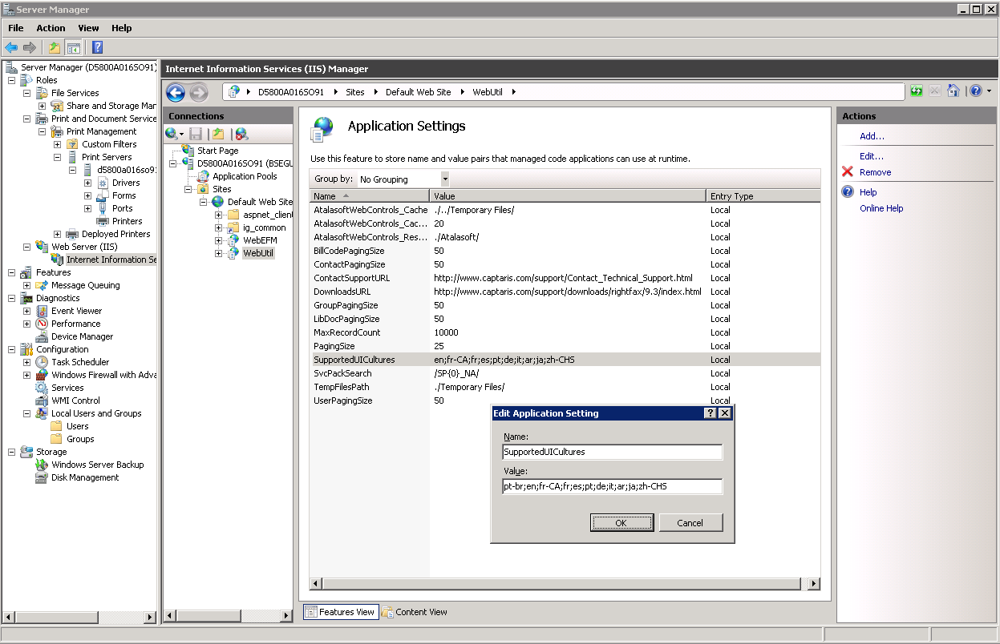 Server Manager
File Action View Help
Server Manager (D5800A016SO91)
Roles
File Services
Share and Storage Mar
Print and Document Service
Print Management
Custom Filters
Print Servers
d5800a016so9
Drivers
Forms
Ports
Printers
Deployed Printers
Web Server (IIS)
Internet Information Se
Features
Message Queuing
Diagnostics
Event Viewer
Performance
Device Manager
Configuration
Task Scheduler
Windows Firewall with Adva
Services
WMI Control
Local Users and Groups
Users
Groups
Storage
Windows Server Backup
Disk Management
Internet Information Services (IIS) Manager
D5800A016SO91 Sites Default Web Site WebUtil
Connections
Start Page
D5800A016SO91 (BSEGU
Application Pools
Sites
Default Web Site
aspnet_client
ig_common
WebEFM
WebUtil
Application Settings
Use this feature to store name and value pairs that managed code applications can use at runtime.
Group by: No Grouping
Name Value Entry Type
AtalasoftWebControls_Cache ./../Temporary Files/ Local
AtalasoftWebControls_Cac... 20 Local
AtalasoftWebControls_Res... ./Atalasoft/ Local
BillCodePagingSize 50 Local
ContactPagingSize 50 Local
ContactSupportURL http://www.captaris.com/support/Contact_Technical_Support.html Local
DownloadsURL http://www.captaris.com/support/downloads/rightfax/9.3/index.html Local
GroupPagingSize 50 Local
LibDocPagingSize 50 Local
MaxRecordCount 10000 Local
PagingSize 25 Local
SupportedUICultures en;fr-CA;fr;es;pt;de;it;ar;ja;zh-CHS Local
SvcPackSearch /SP{0}_NA/ Local
TempFilesPath ./Temporary Files/ Local
UserPagingSize 50 Local
Edit Application Setting
Name:
SupportedUICultures
Value:
pt-br;en;fr-CA;fr;es;pt;de;it;ar;ja;zh-CHS
OK Cancel
Features View Content View
Actions
Add...
Edit...
Remove
Help
Online Help